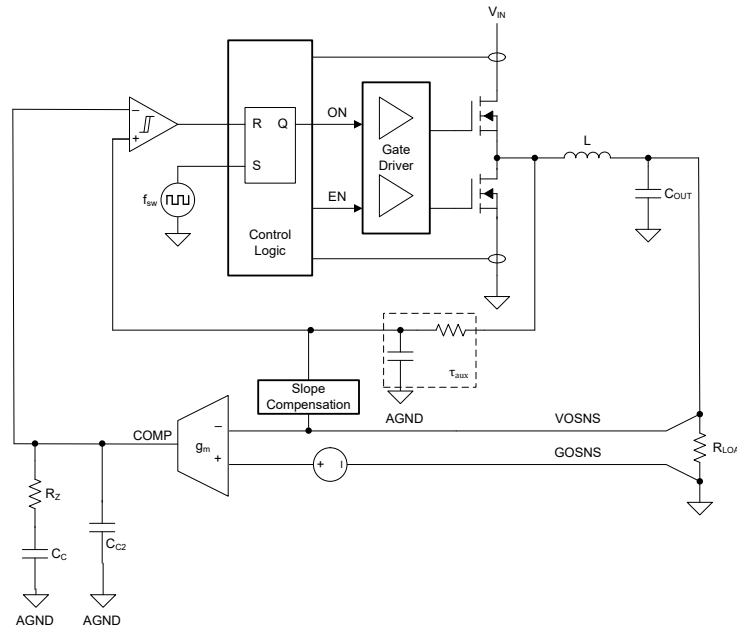 VIN
L
COUT
−
+
R Q
S
ON
EN
Gate
Driver
Control
Logic
fsw
τaux
AGND
Slope
Compensation
COMP
gm
−
+
+
VOSNS
GOSNS
RLOA
RZ
CC
CC2
AGND
AGND